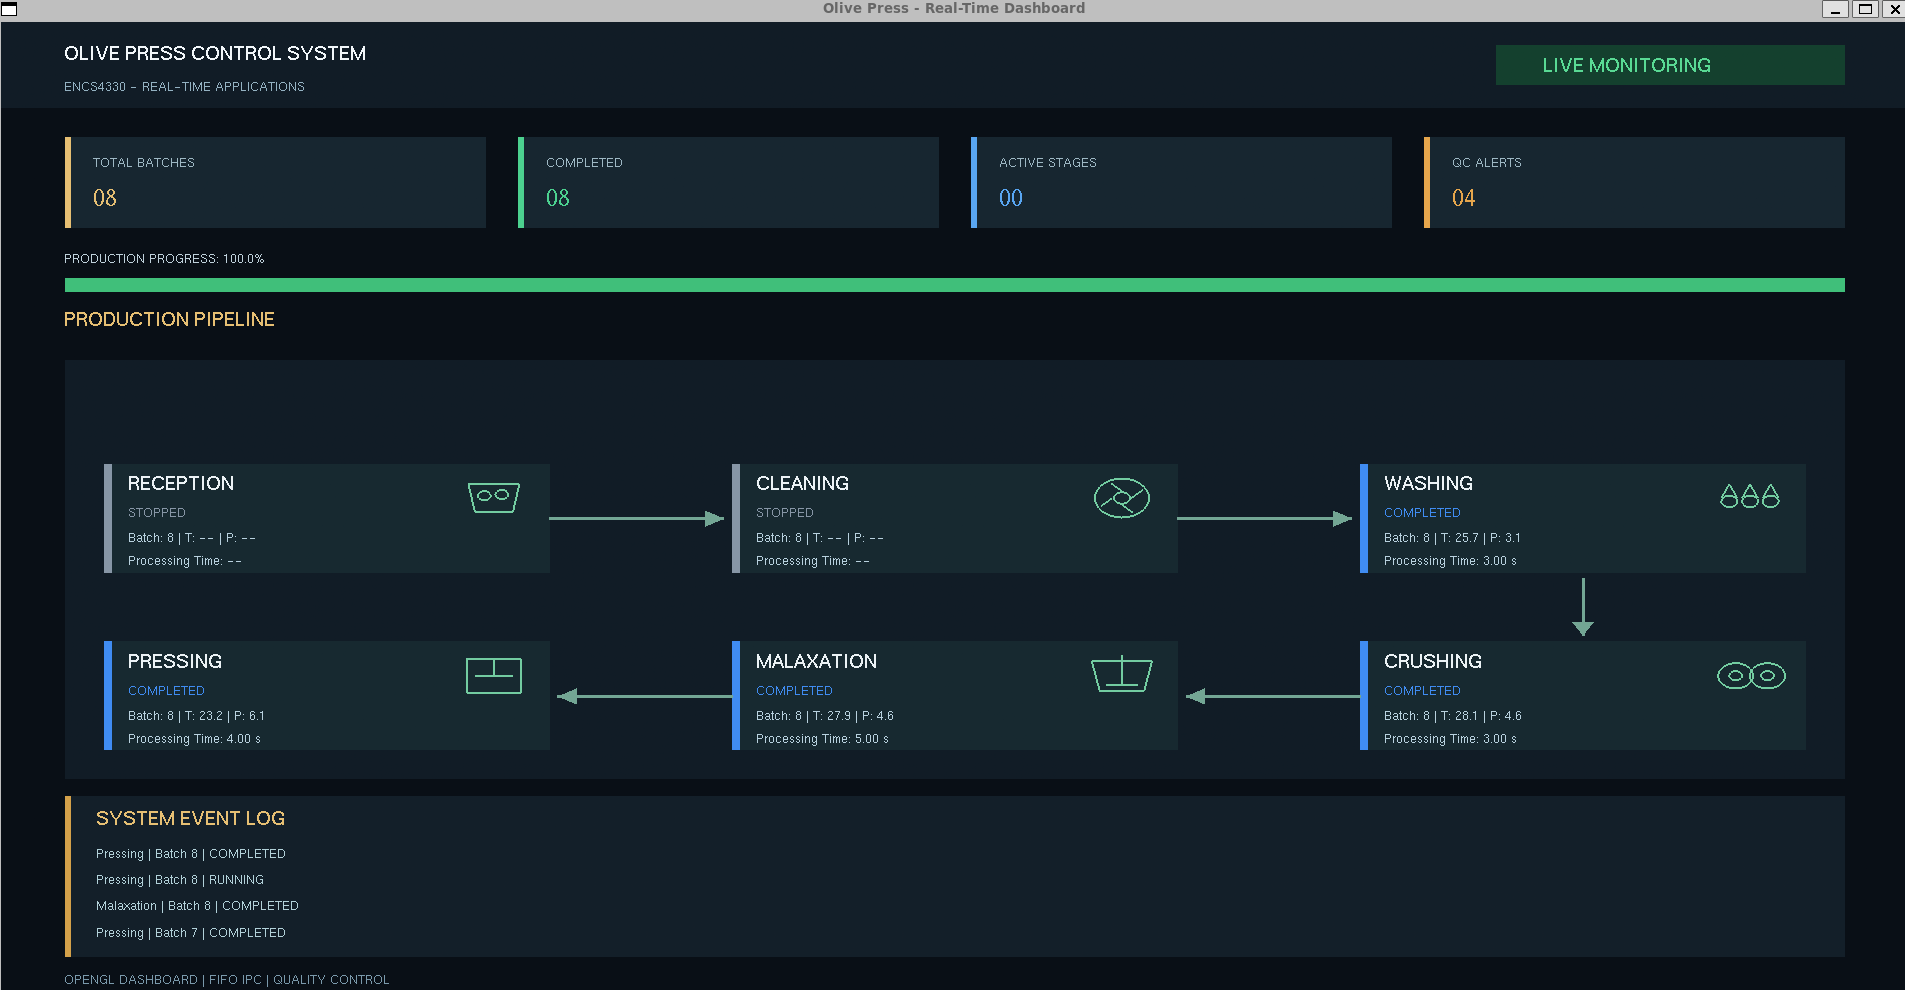 Olive Press - Real-Time Dashboard
OLIVE PRESS CONTROL SYSTEM
LIVE MONITORING
ENCS4330 - REAL-TIME APPLICATIONS
TOTAL BATCHES
08
COMPLETED
08
ACTIVE STAGES
00
QC ALERTS
04
PRODUCTION PROGRESS: 100.0%
PRODUCTION PIPELINE
RECEPTION
STOPPED
Batch: 8 | T: -- | P: --
Processing Time: --
CLEANING
STOPPED
Batch: 8 | T: -- | P: --
Processing Time: --
WASHING
COMPLETED
Batch: 8 | T: 25.7 | P: 3.1
Processing Time: 3.00 s
PRESSING
COMPLETED
Batch: 8 | T: 23.2 | P: 6.1
Processing Time: 4.00 s
MALAXATION
COMPLETED
Batch: 8 | T: 27.9 | P: 4.6
Processing Time: 5.00 s
CRUSHING
COMPLETED
Batch: 8 | T: 28.1 | P: 4.6
Processing Time: 3.00 s
SYSTEM EVENT LOG
Pressing | Batch 8 | COMPLETED
Pressing | Batch 8 | RUNNING
Malaxation | Batch 8 | COMPLETED
Pressing | Batch 7 | COMPLETED
OPENGL DASHBOARD | FIFO IPC | QUALITY CONTROL